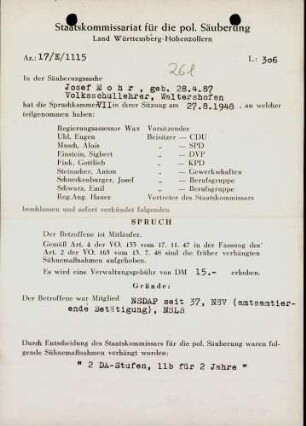 Staatskommissariat für die pol. Säuberung
Land Württemberg-Hohenzollern
Az.: 17/E/1115
L: 306
261
In der Säuberungssache
Josef Mohr, geb. 28.4.87
Volksschullehrer, Weltershofen
hat die Spruchkammer VII in ihrer Sitzung am 27.8.1948. an welcher
teilgenommen haben:
Regierungsassessor Wax Vorsitzender
Uhl, Eugen Beisitzer — CDU
Musch, Alois „ — SPD
Einstein, Sigbert „ — DVP
Fink, Gottlieb „ — KPD
Steinacher, Anton „ — Gewerkschaften
Schneckenburger, Josef „ — Berufsgruppe
Schwarz, Emil „ — Berufsgruppe
Reg.Ang. Hauer Vertreter des Staatskommissars
beschlossen und sofort verkündet folgenden
SPRUCH
Der Betroffene ist Mitläufer.
Gemäß Art. 4 der VO. 133 vom 17. 11. 47 in der Fassung des
Art. 2 der VO. 165 vom 13. 7. 48 sind die früher verhängten
Sühnemaßnahmen aufgehoben.
Es wird eine Verwaltungsgebühr von DM 15.- erhoben.
Gründe:
Der Betroffene war Mitglied NSDAP seit 37, NSV (amtsamtier-
ende Betätigung), NSLB
Durch Entscheidung des Staatskommissars für die pol. Säuberung waren fol-
gende Sühnemaßnahmen verhängt worden:
" 2 DA-Stufen, 11b für 2 Jahre "